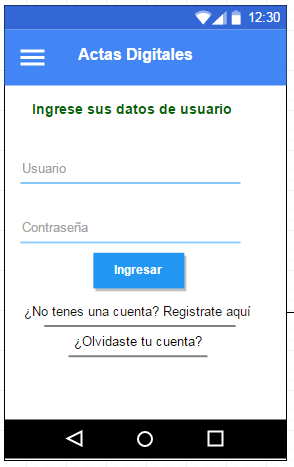 12:30
Actas Digitales
Ingrese sus datos de usuario
Usuario
Contraseña
Ingresar
¿No tenes una cuenta? Registrate aquí
¿Olvidaste tu cuenta?